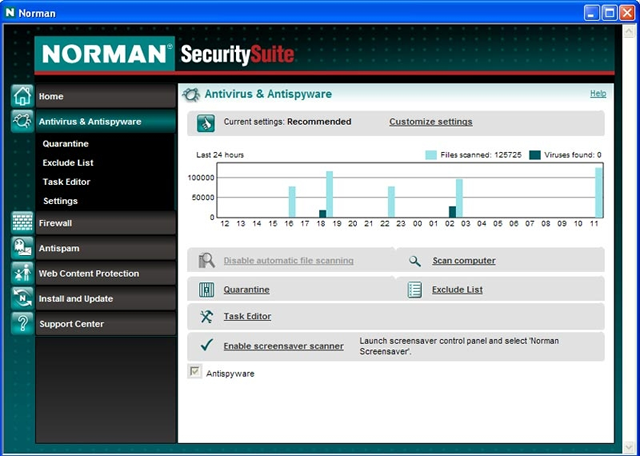 Norman
NORMAN® SecuritySuite
Home
Antivirus & Antispyware
Quarantine
Exclude List
Task Editor
Settings
Firewall
Antispam
Web Content Protection
Install and Update
Support Center
Antivirus & Antispyware
Help
Current settings: Recommended
Customize settings
Last 24 hours
Files scanned: 125725
Viruses found: 0
100000
50000
0
12 13 14 15 16 17 18 19 20 21 22 23 00 01 02 03 04 05 06 07 08 09 10 11
Disable automatic file scanning
Scan computer
Quarantine
Exclude List
Task Editor
Enable screensaver scanner
Launch screensaver control panel and select 'Norman
Screensaver'.
Antispyware